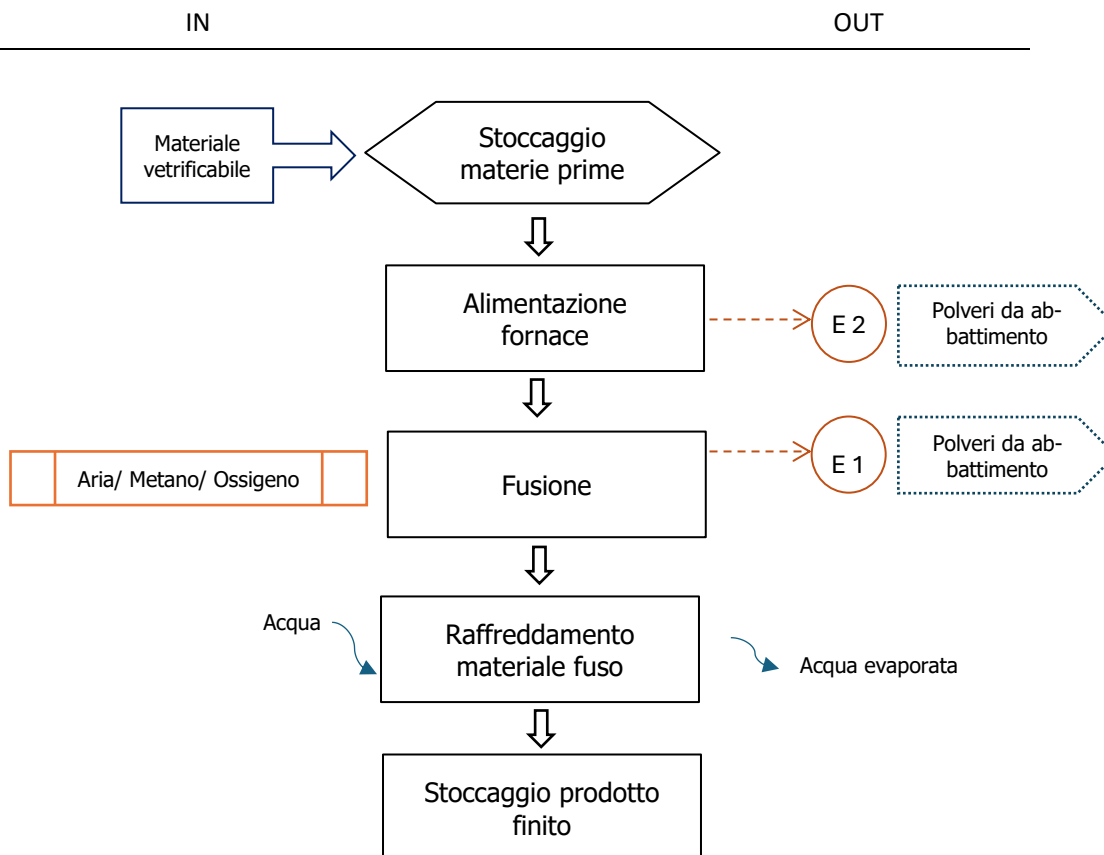 IN
OUT
Materiale
vetrificabile
Stoccaggio
materie prime
Alimentazione
fornace
E 2
Polveri da ab-
battimento
Aria/ Metano/ Ossigeno
Fusione
E 1
Polveri da ab-
battimento
Acqua
Raffreddamento
materiale fuso
Acqua evaporata
Stoccaggio prodotto
finito